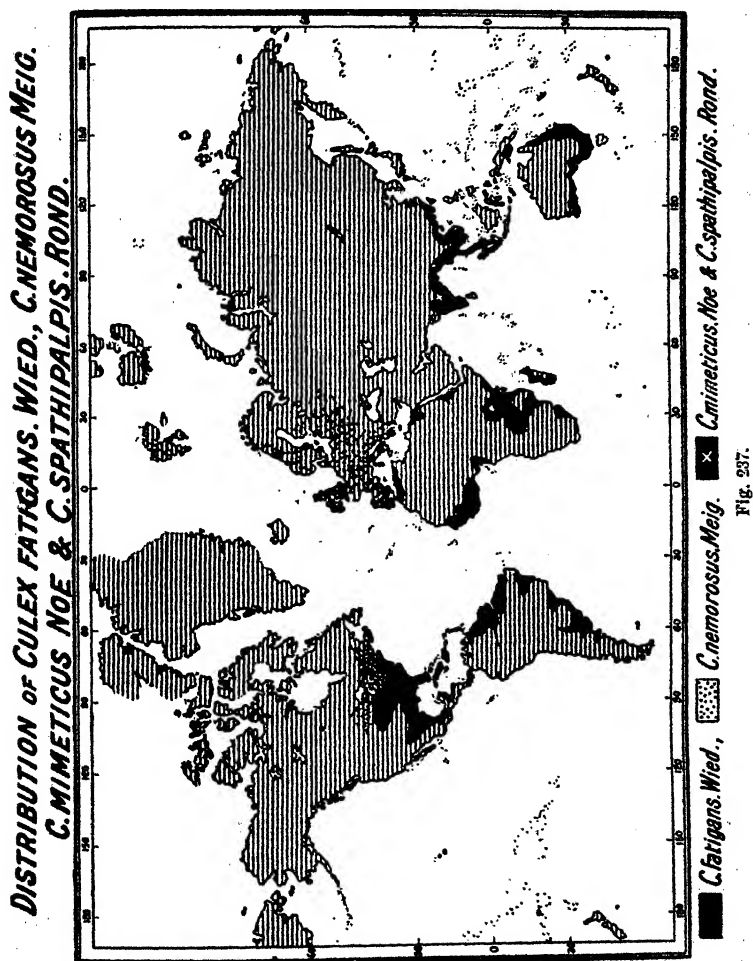 DISTRIBUTION OF CULEX FATIGANS. WIED., C.NEMOROSUS MEIG.
C.MIMETICUS NOE & C.SPATHIPALPIS. ROND.
C.fatigans.Wied., C.nemorosus.Meig. C.mimeticus.Noe & C.spathipalpis.Rond.
Fig. 237.